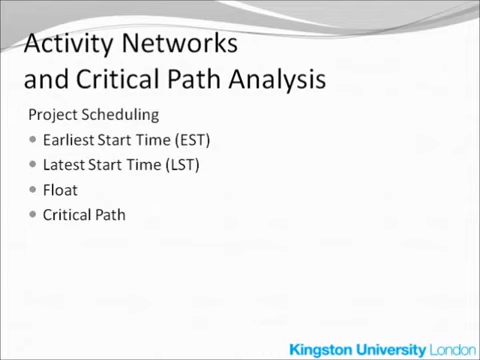 Activity Networks
and Critical Path Analysis
Project Scheduling
Earliest Start Time (EST)
Latest Start Time (LST)
Float
Critical Path
Kingston University London